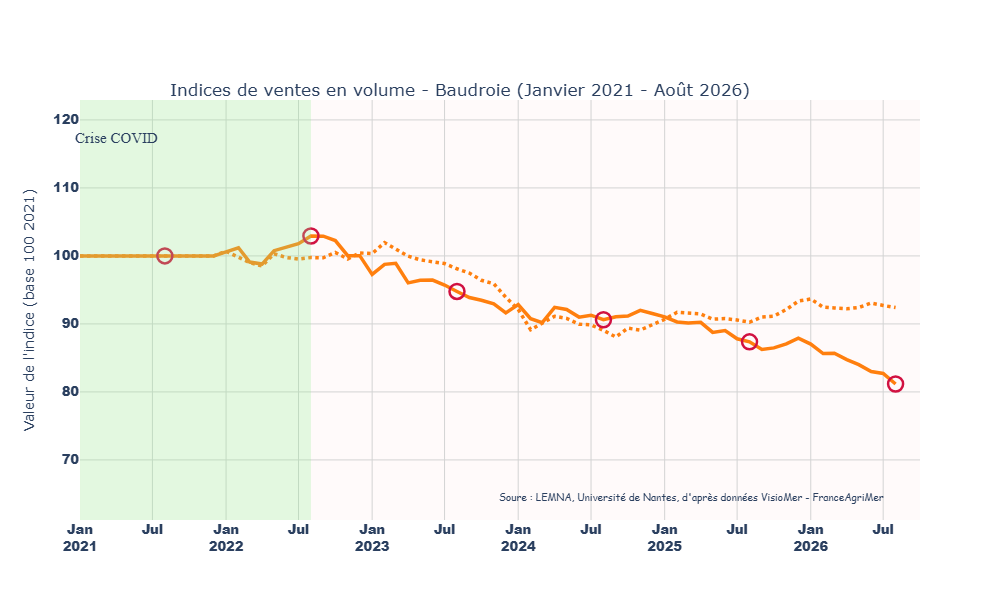 Indices de ventes en volume - Baudroie (Janvier 2021 - Août 2026)
120
Crise COVID
110
100
90
80
70
Valeur de l'indice (base 100 2021)
Soure : LEMNA, Université de Nantes, d'après données VisioMer - FranceAgriMer
Jan Jul Jan Jul Jan Jul Jan Jul Jan Jul Jan Jul
2021 2022 2023 2024 2025 2026